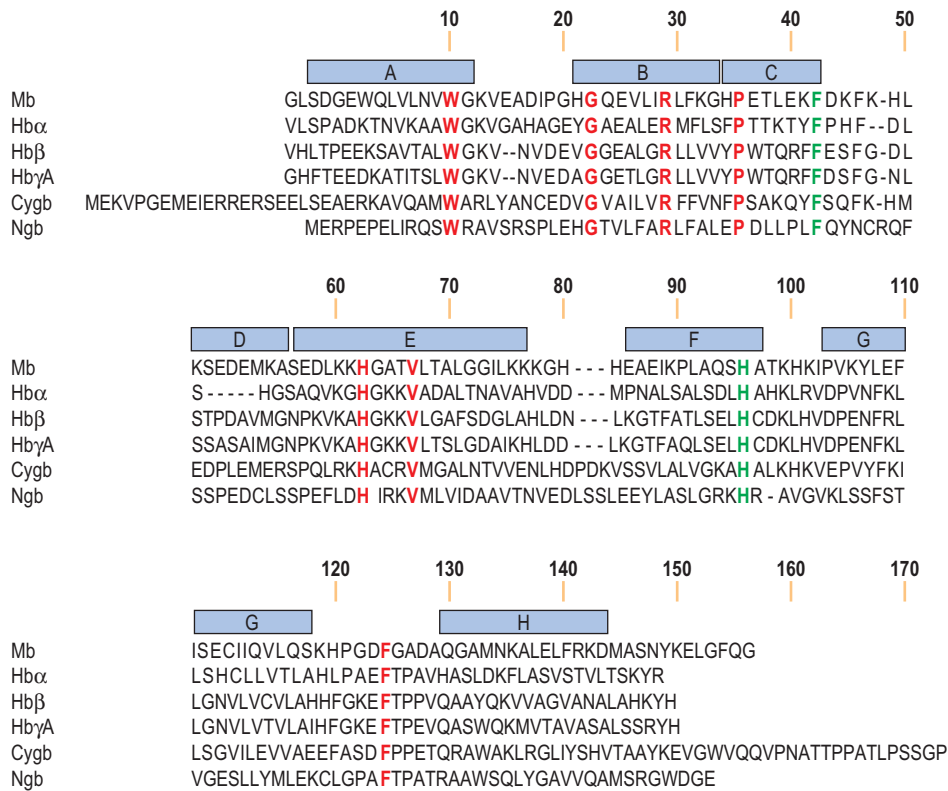 10 20 30 40 50
A B C
Mb GLSDGEWQLVLNVWGKVEADIPGHGQEVLIRLFKGHPETLEKFDKFK-HL
Hbα VLSPADKTNVKAAWGKVGAHAGEYGAEALERMFLSFPTTKTYFPHF--DL
Hbβ VHLTPEEKSAVTALWGKV--NVDEVGGEALGRLLVVYPWTQRFFESFG-DL
HbγA GHFTEEDKATITSLWGKV--NVEDAGGETLGRLLVVYPWTQRFFDSFG-NL
Cygb MEKVPGEMEIERRERSEELSEAERKAVQAMWARLYANCEDVGVAILVRFFVNFPSAKQYFSQFK-HM
Ngb MERPEPELIRQSWRAVSRSPLEHGTVLFARLFALEPDLLPLFQYNCRQF
60 70 80 90 100 110
D E F G
Mb KSEDEMKASEDLKKHGATVLTALGGILKKKGH---HEAEIKPLAQSHATKHKIPVKYLEF
Hbα S-----HGSAQVKGHGKKVADALTNAVAHVDD---MPNALSALSDLHAHKLRVDPVNFKL
Hbβ STPDAVMGNPKVKAHGKKVLGAFSDGLAHLDN---LKGTFATLSELHCDKLHVDPENFRL
HbγA SSASAIMGNPKVKAHGKKVLTSLGDAIKHLDD---LKGTFAQLSELHCDKLHVDPENFKL
Cygb EDPLEMERSPQLRKHACRVMGALNTVVENLHDPDKVSSVLALVGKAHALKHKVEPVYFKI
Ngb SSPEDCLSSPEFLDHIRKVMLVIDAAVTNVEDLSSLEEYLASLGRKHR-AVGVKLSSFST
120 130 140 150 160 170
G H
Mb ISECIIQVLQSKHPGDFGADAQGAMNKALELFRKDMASNYKELGFQG
Hbα LSHCLLVTLAHLPAEFTPAVHASLDKFLASVSTVLTSKYR
Hbβ LGNVLVCVLAHHFGKEFTPPVQAAYQKVVAGVANALAHKYH
HbγA LGNVLVTVLAIHFGKEFTPEVQASWQKMVTAVASALSSRYH
Cygb LSGVILEVVAEEFASDFPPETQRAWAKLRGLIYSHVTAAYKEVGWVQQVPNATTPPATLPSSGP
Ngb VGESLLYMLEKCLGPAFTPATRAAWSQLYGAVVQAMSRGWDGE